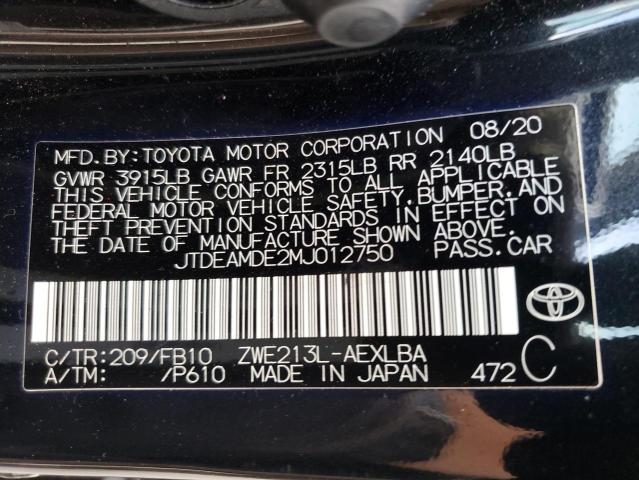 MFD.BY:TOYOTA MOTOR CORPORATION 08/20
GVWR 3915LB GAWR FR 2315LB RR 2140LB
THIS VEHICLE CONFORMS TO ALL APPLICABLE
FEDERAL MOTOR VEHICLE SAFETY,BUMPER,AND
THEFT PREVENTION STANDARDS IN EFFECT ON
THE DATE OF MANUFACTURE SHOWN ABOVE.
JTDEAMDE2MJ012750 PASS.CAR
C/TR:209/FB10 ZWE213L-AEXLBA
A/TM: /P610 MADE IN JAPAN 472 C